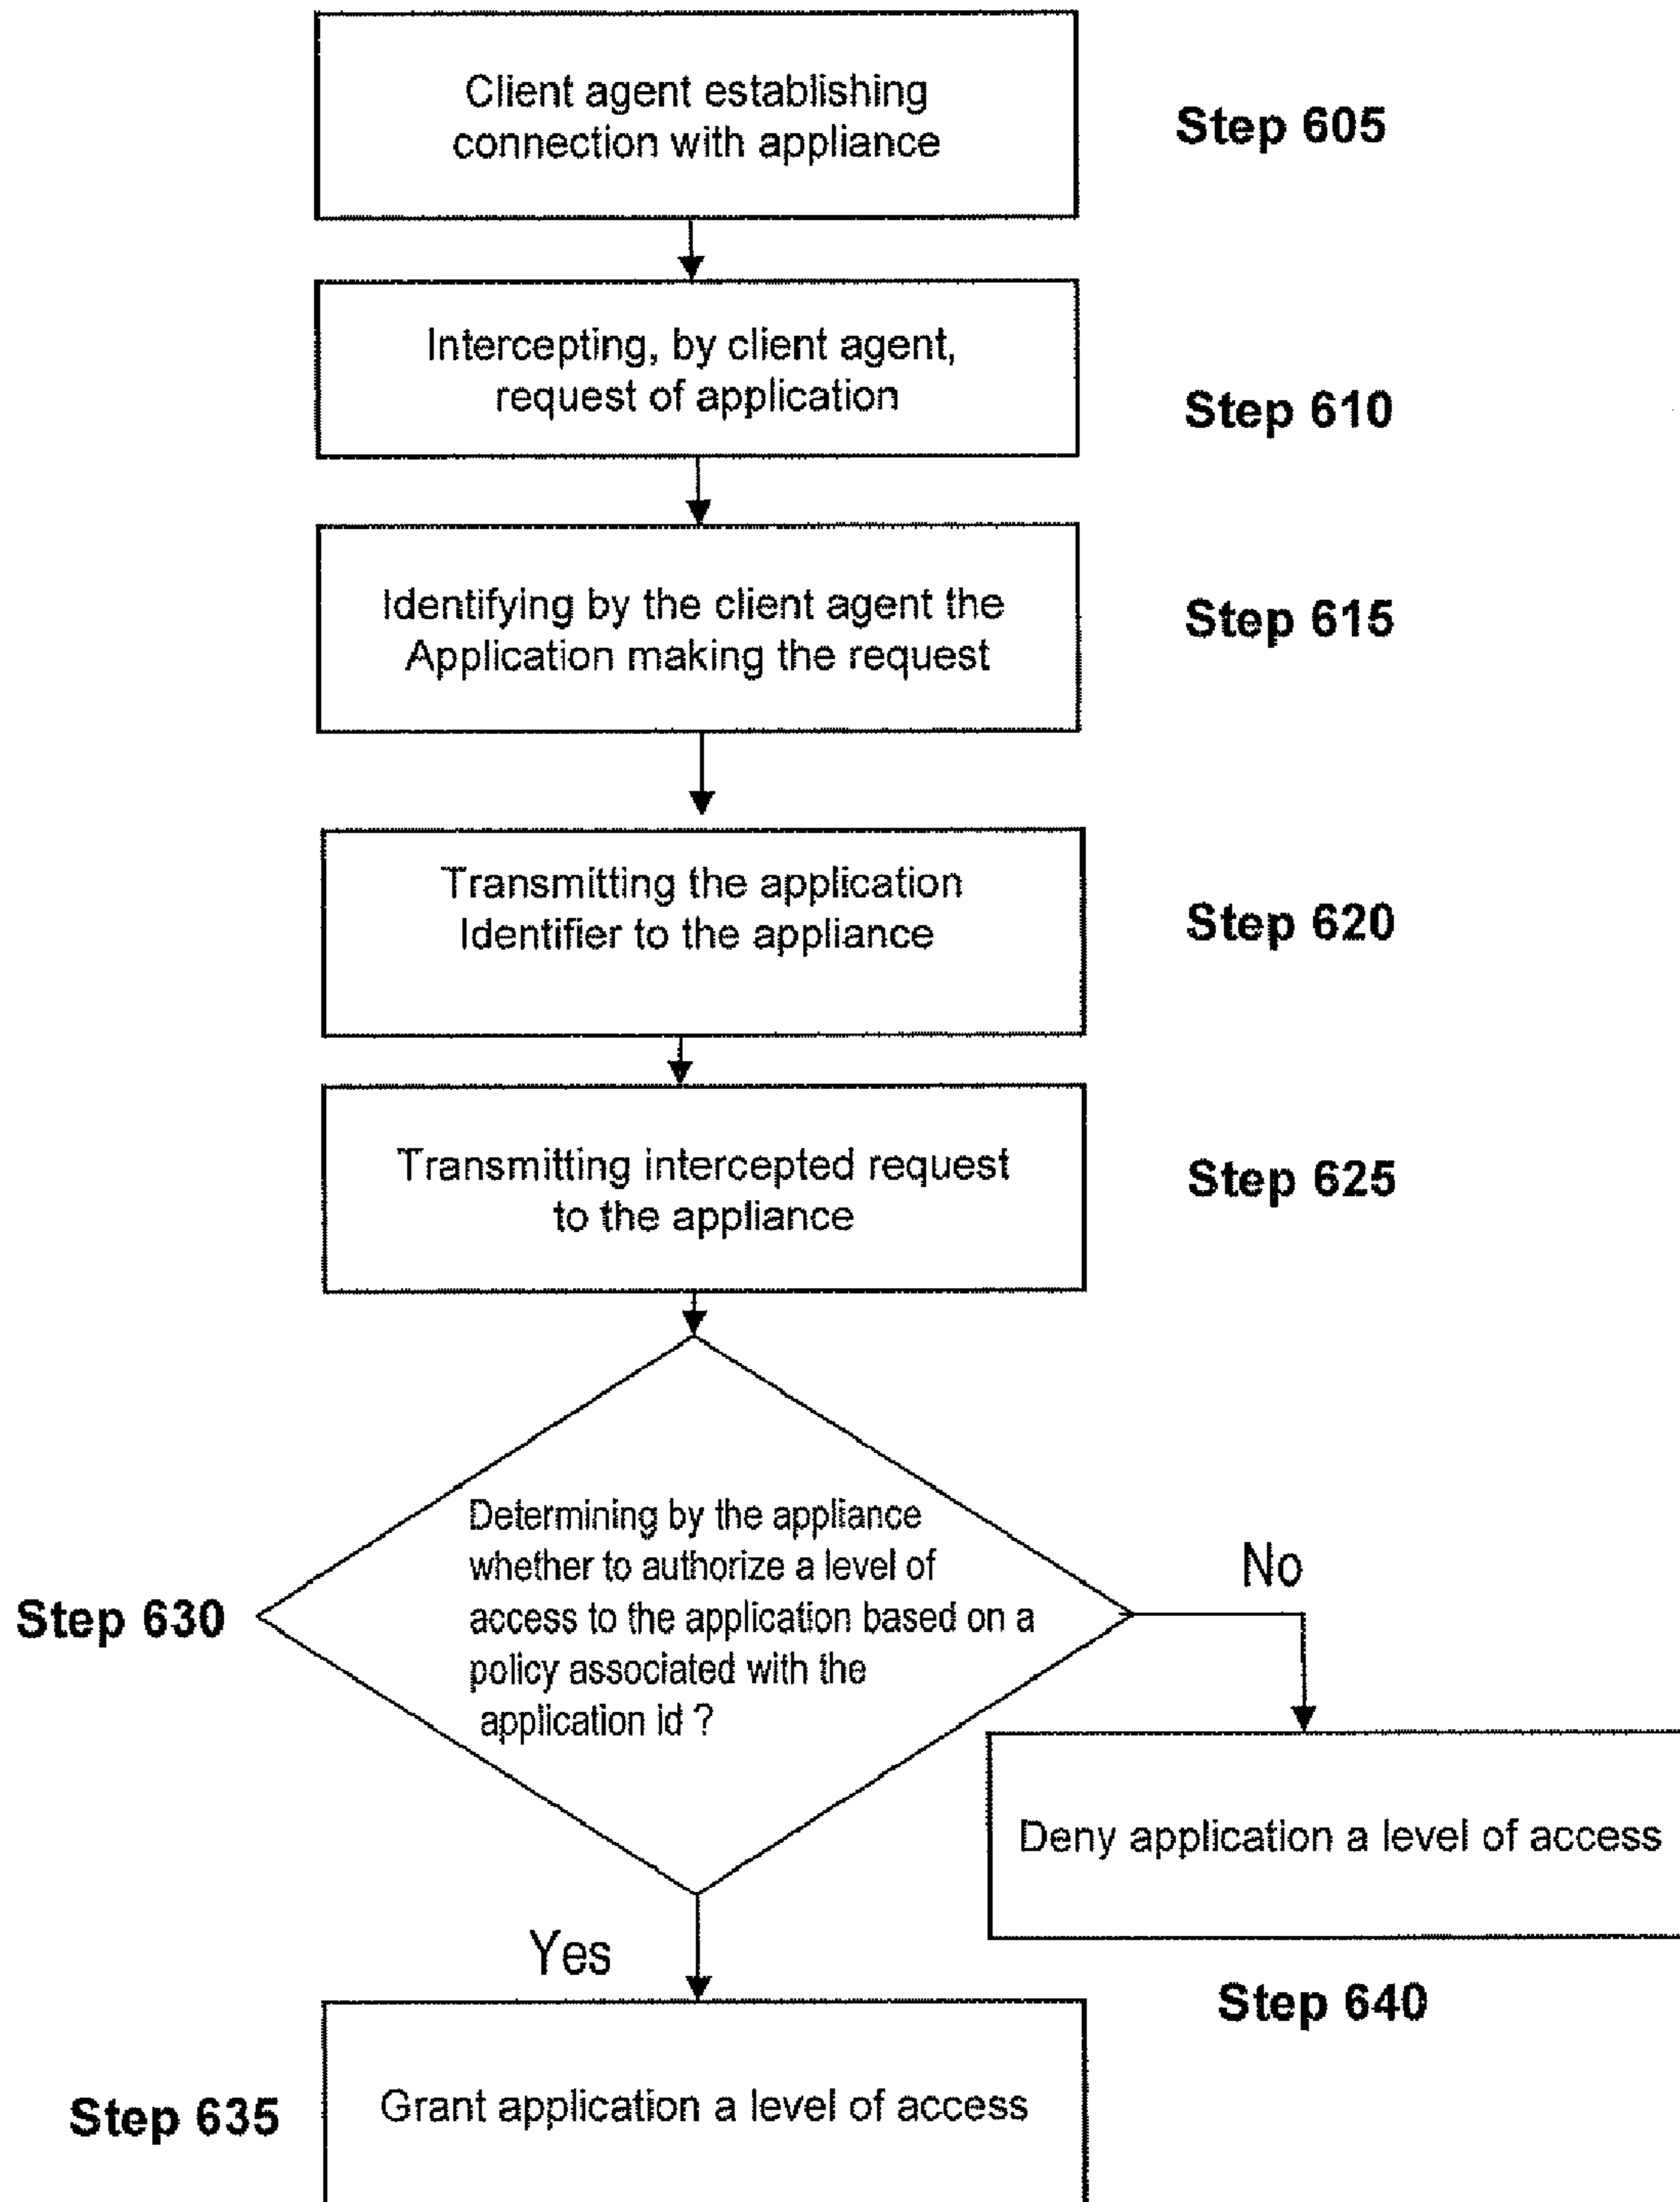 Client agent establishing
connection with appliance
Step 605
Intercepting, by client agent,
request of application
Step 610
Identifying by the client agent the
Application making the request
Step 615
Transmitting the application
Identifier to the appliance
Step 620
Transmitting intercepted request
to the appliance
Step 625
Determining by the appliance
whether to authorize a level of
access to the application based on a
policy associated with the
application id ?
Step 630
No
Deny application a level of access
Step 640
Yes
Grant application a level of access
Step 635